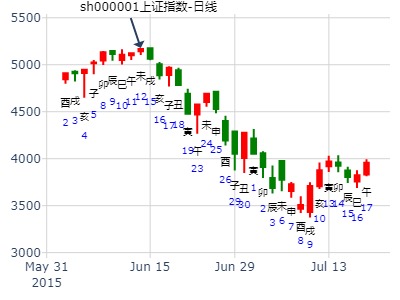 sh000001上证指数-日线
5500
5000
4500
4000
3500
3000
酉 戌 亥 子 卯 辰 巳 午 未 戌 亥 子 丑 寅 午 未 申 酉 子 丑 寅 卯 辰 未 申 酉 戌 亥 寅 卯 辰 巳 午
2 3 4 5 8 9 10 11 12 15 16 17 18 19 23 24 25 26 29 30 1 2 3 6 7 8 9 10 13 14 15 16 17
May 31 Jun 15 Jun 29 Jul 13
2015